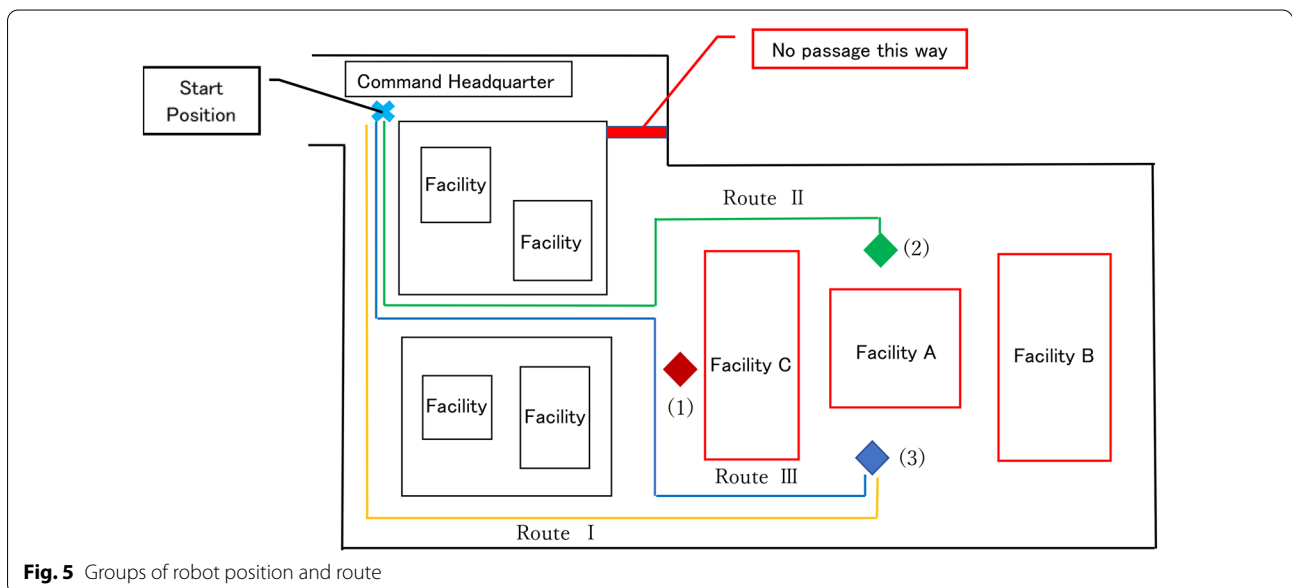 No passage this way
Command Headquarter
Start
Position
Facility
Facility
Route Ⅱ
(2)
Facility C
Facility A
Facility B
(1)
Facility
Facility
(3)
Route Ⅲ
Route Ⅰ
Fig. 5 Groups of robot position and route